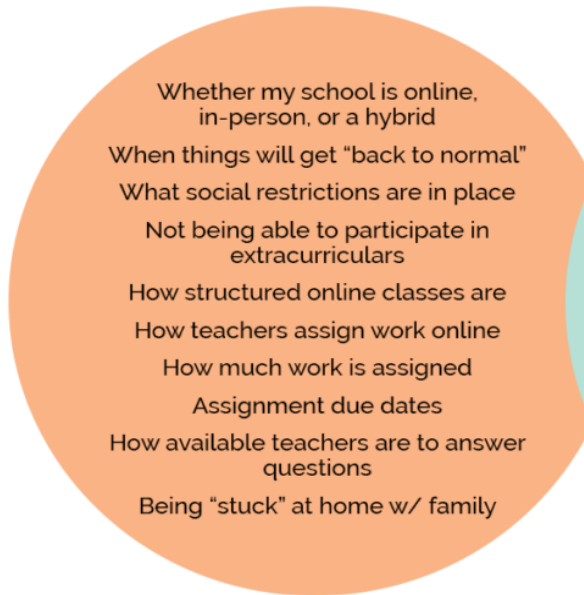 Whether my school is online,
in-person, or a hybrid
When things will get “back to normal”
What social restrictions are in place
Not being able to participate in
extracurriculars
How structured online classes are
How teachers assign work online
How much work is assigned
Assignment due dates
How available teachers are to answer
questions
Being “stuck” at home w/ family